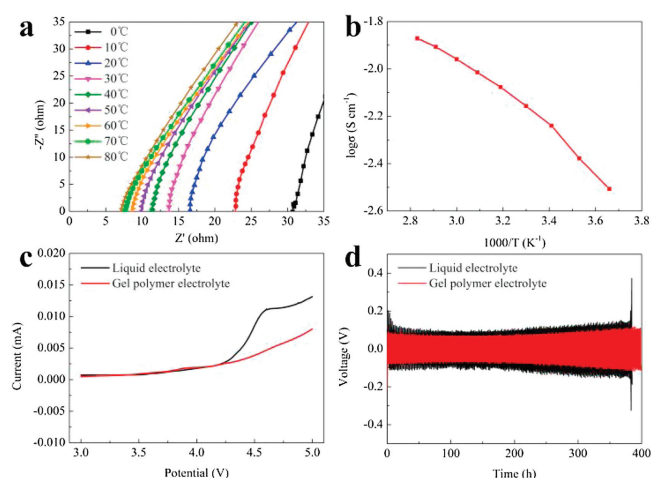 a
35
30
25
20
15
10
5
0
-Z" (ohm)
0℃
10℃
20℃
30℃
40℃
50℃
60℃
70℃
80℃
0 5 10 15 20 25 30 35
Z' (ohm)
b
-1.8
-2.0
-2.2
-2.4
-2.6
logσ (S cm⁻¹)
2.8 3.0 3.2 3.4 3.6 3.8
1000/T (K⁻¹)
c
0.020
0.015
0.010
0.005
0.000
-0.005
-0.010
Current (mA)
Liquid electrolyte
Gel polymer electrolyte
3.0 3.5 4.0 4.5 5.0
Potential (V)
d
0.4
0.2
0.0
-0.2
-0.4
Voltage (V)
Liquid electrolyte
Gel polymer electrolyte
0 100 200 300 400
Time (h)